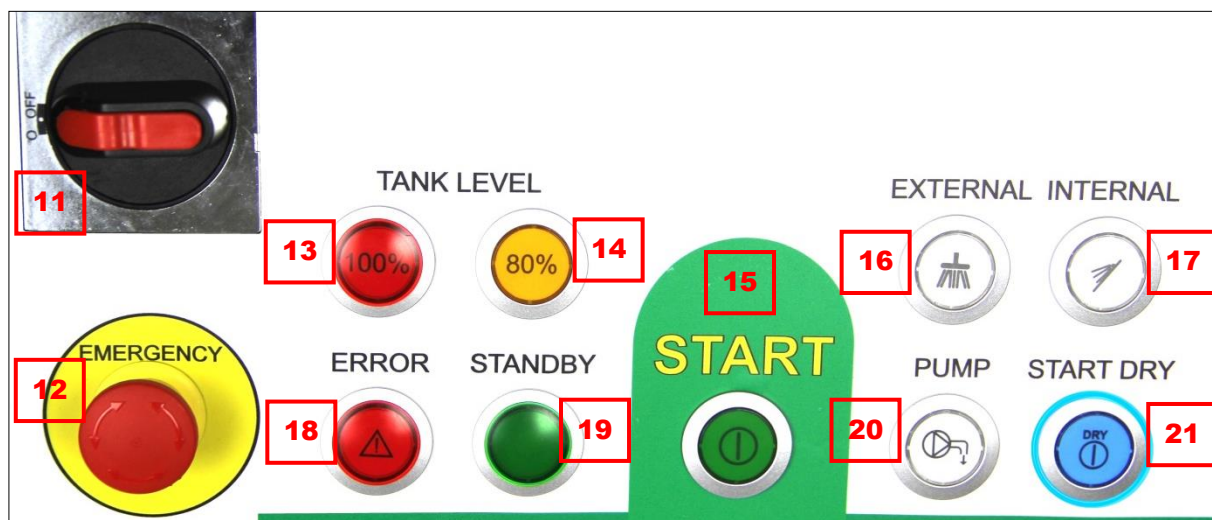 O OFF
11
TANK LEVEL
13
100%
80%
14
15
START
EXTERNAL INTERNAL
16
17
12
EMERGENCY
ERROR STANDBY
18
19
PUMP START DRY
20
DRY
21